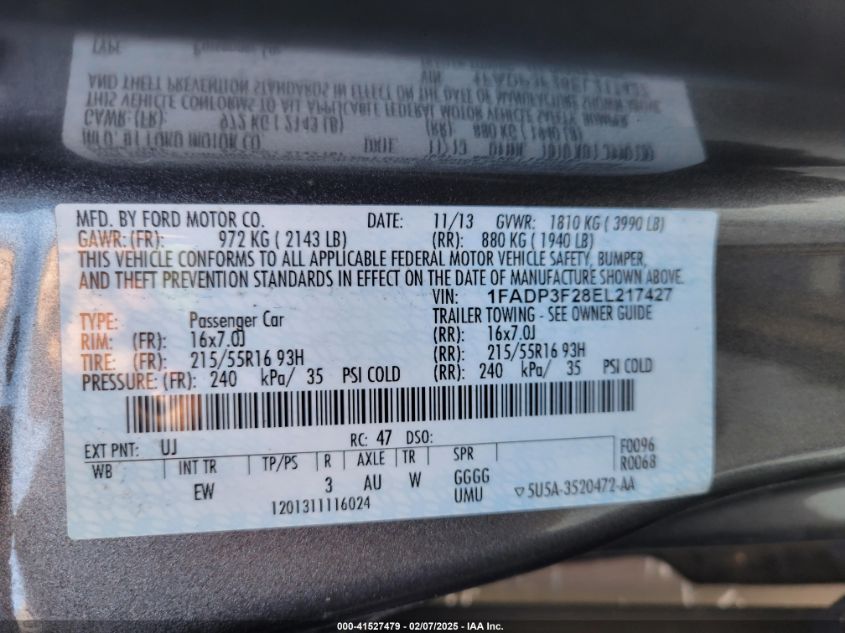 MFD. BY FORD MOTOR CO. DATE: 11/13 GVWR: 1810 KG ( 3990 LB)
GAWR: (FR): 972 KG ( 2143 LB) (RR): 880 KG ( 1940 LB)
THIS VEHICLE CONFORMS TO ALL APPLICABLE FEDERAL MOTOR VEHICLE SAFETY, BUMPER,
AND THEFT PREVENTION STANDARDS IN EFFECT ON THE DATE OF MANUFACTURE SHOWN ABOVE.
VIN: 1FADP3F28EL217427
TYPE: Passenger Car TRAILER TOWING - SEE OWNER GUIDE
RIM: (FR): 16x7.0J (RR): 16x7.0J
TIRE: (FR): 215/55R16 93H (RR): 215/55R16 93H
PRESSURE: (FR): 240 kPa/ 35 PSI COLD (RR): 240 kPa/ 35 PSI COLD
EXT PNT: UJ RC: 47 DSO: F0096
R0068
WB INT TR TP/PS R AXLE TR SPR
EW 3 AU W GGGG
UMU
1201311116024 ▽5U5A-3520472-AA
000-41527479 - 02/07/2025 - IAA Inc.